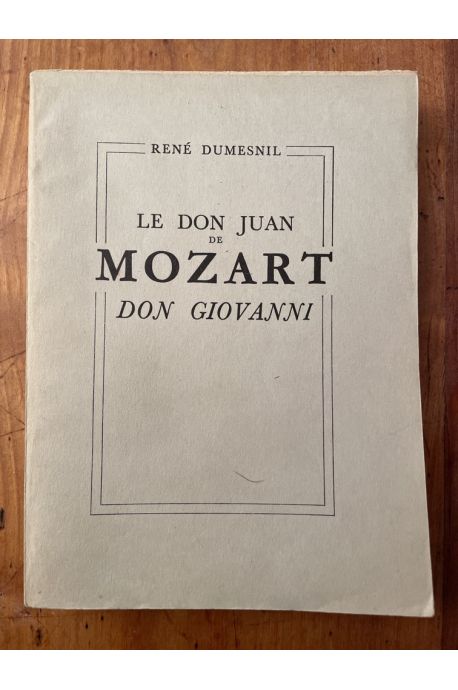 RENÉ DUMESNIL
LE DON JUAN
DE
MOZART
DON GIOVANNI